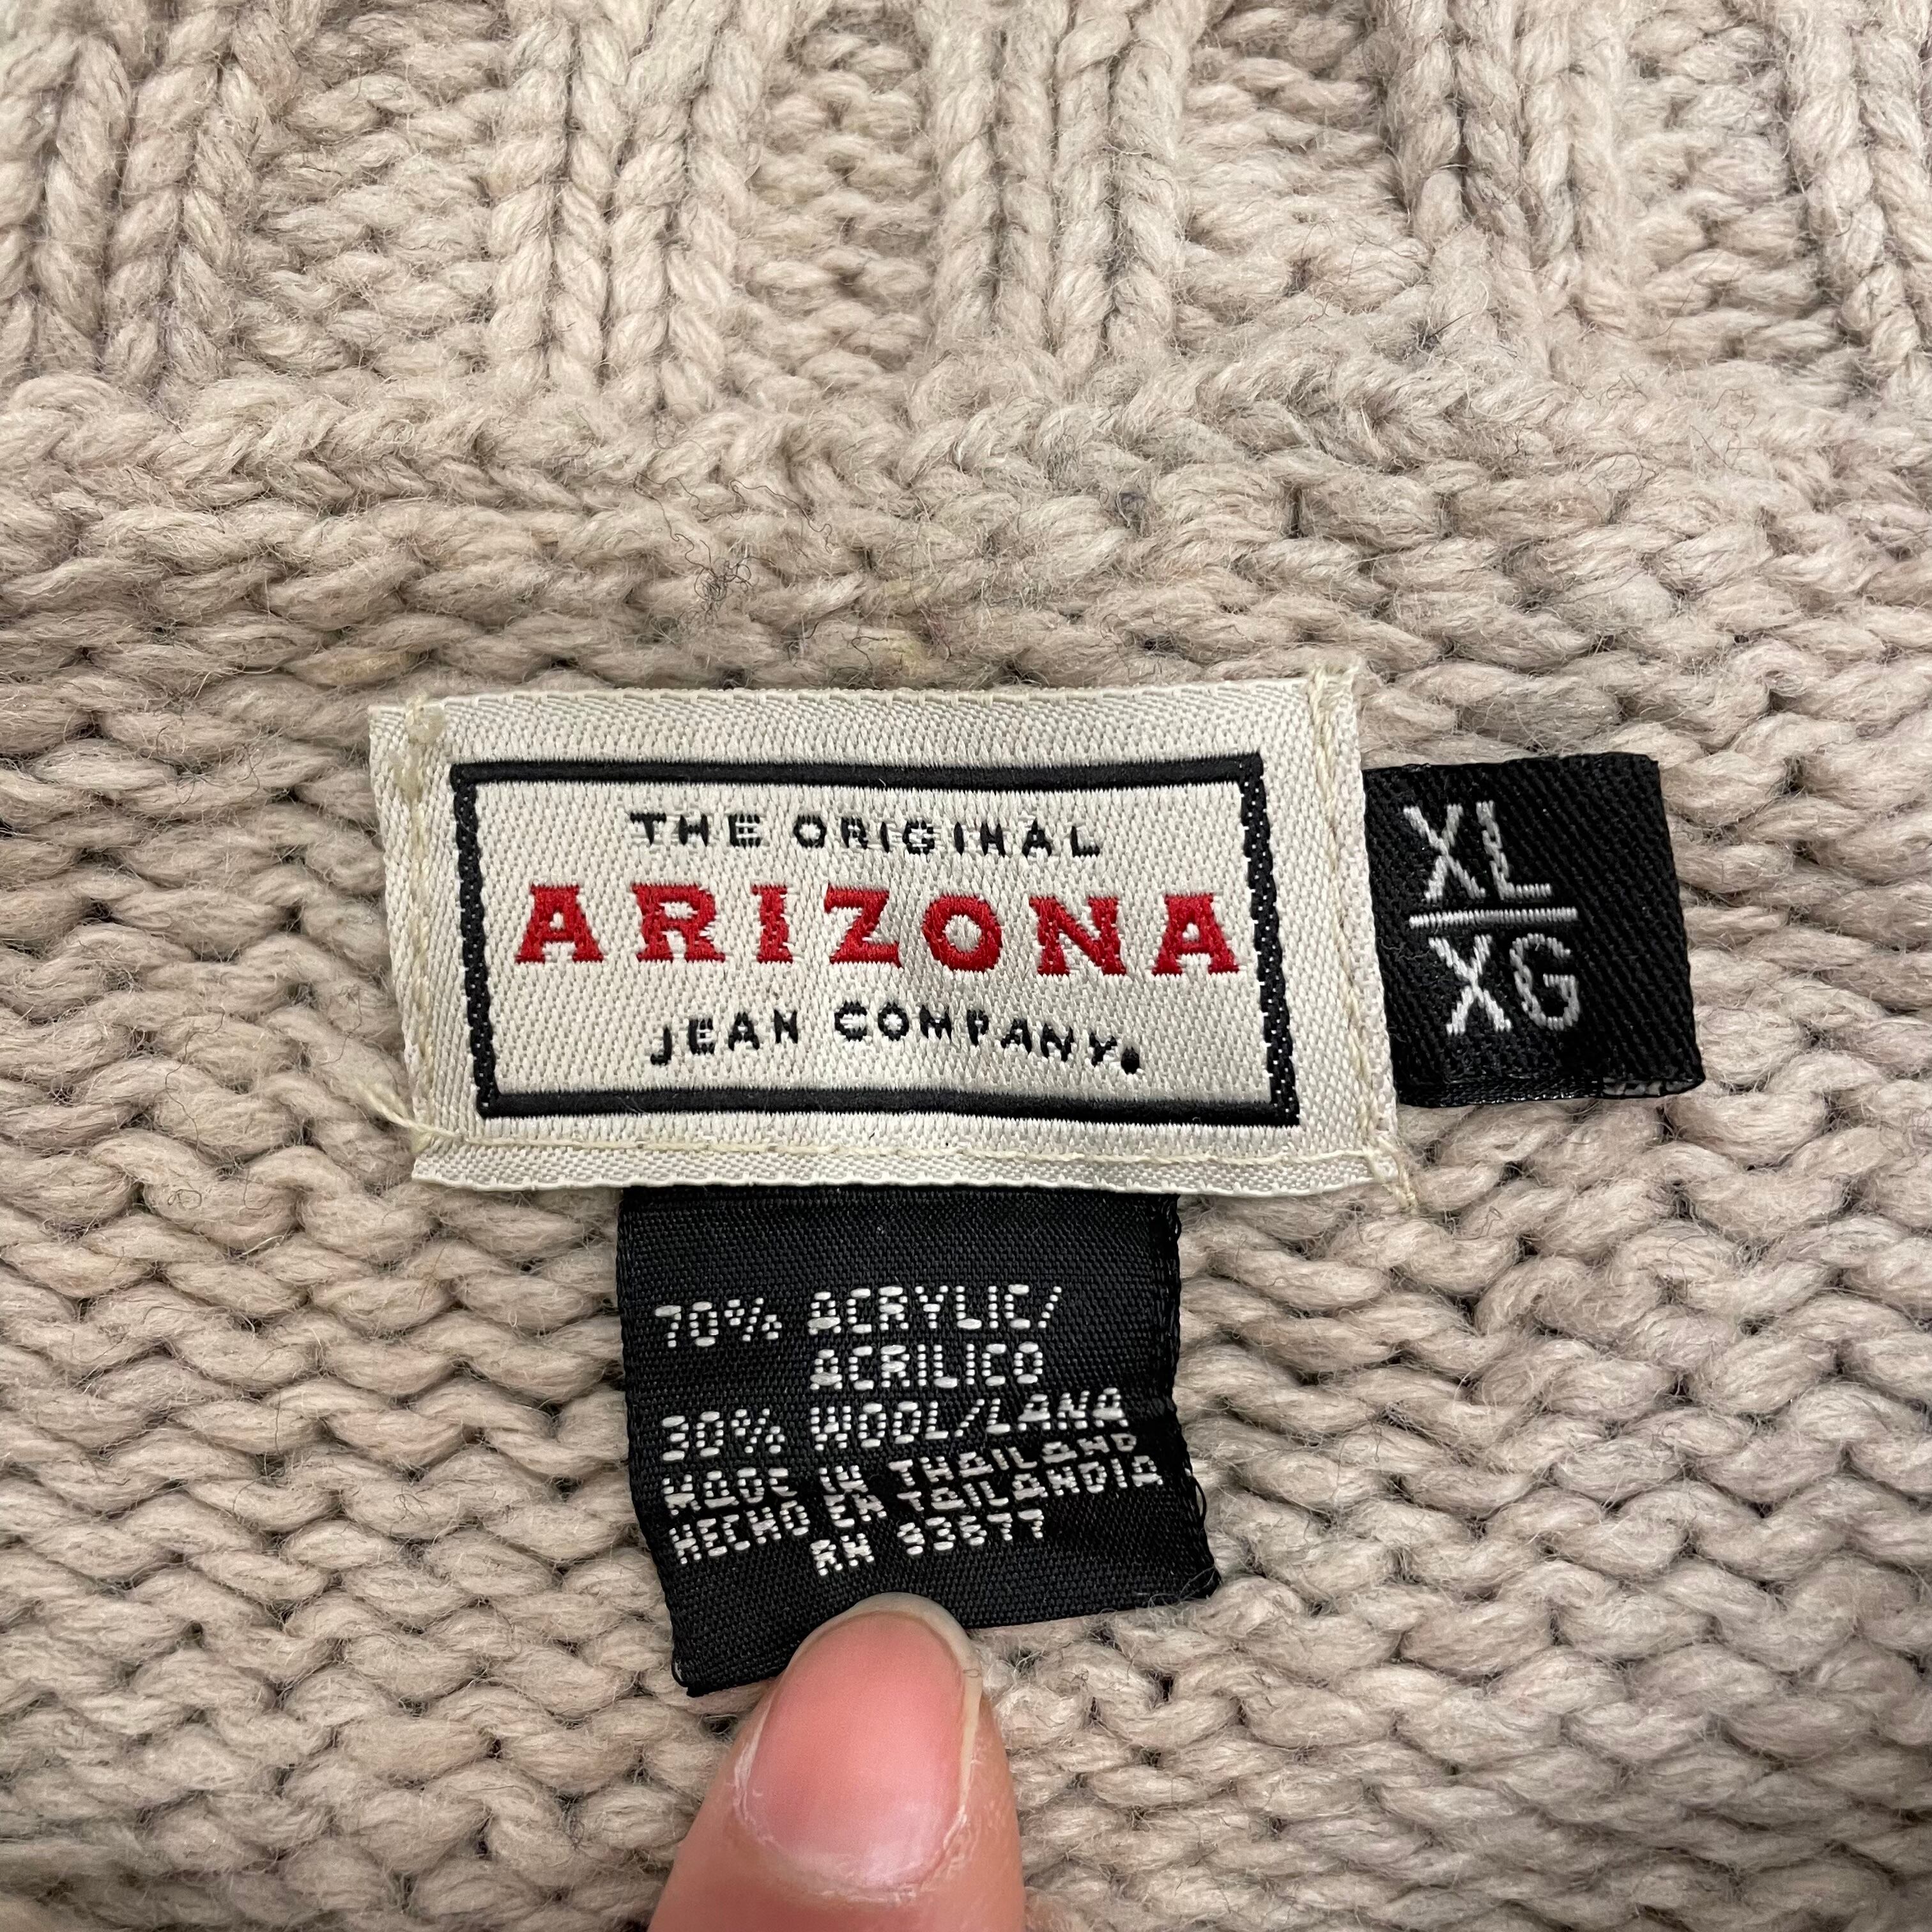 THE ORIGINAL
ARIZONA
JEAN COMPANY.
XL
XG
70% ACRYLIC/
ACRILICO
30% WOOL/LANA
MADE IN THAILAND
HECHO EN TAILANDIA
RN 93677